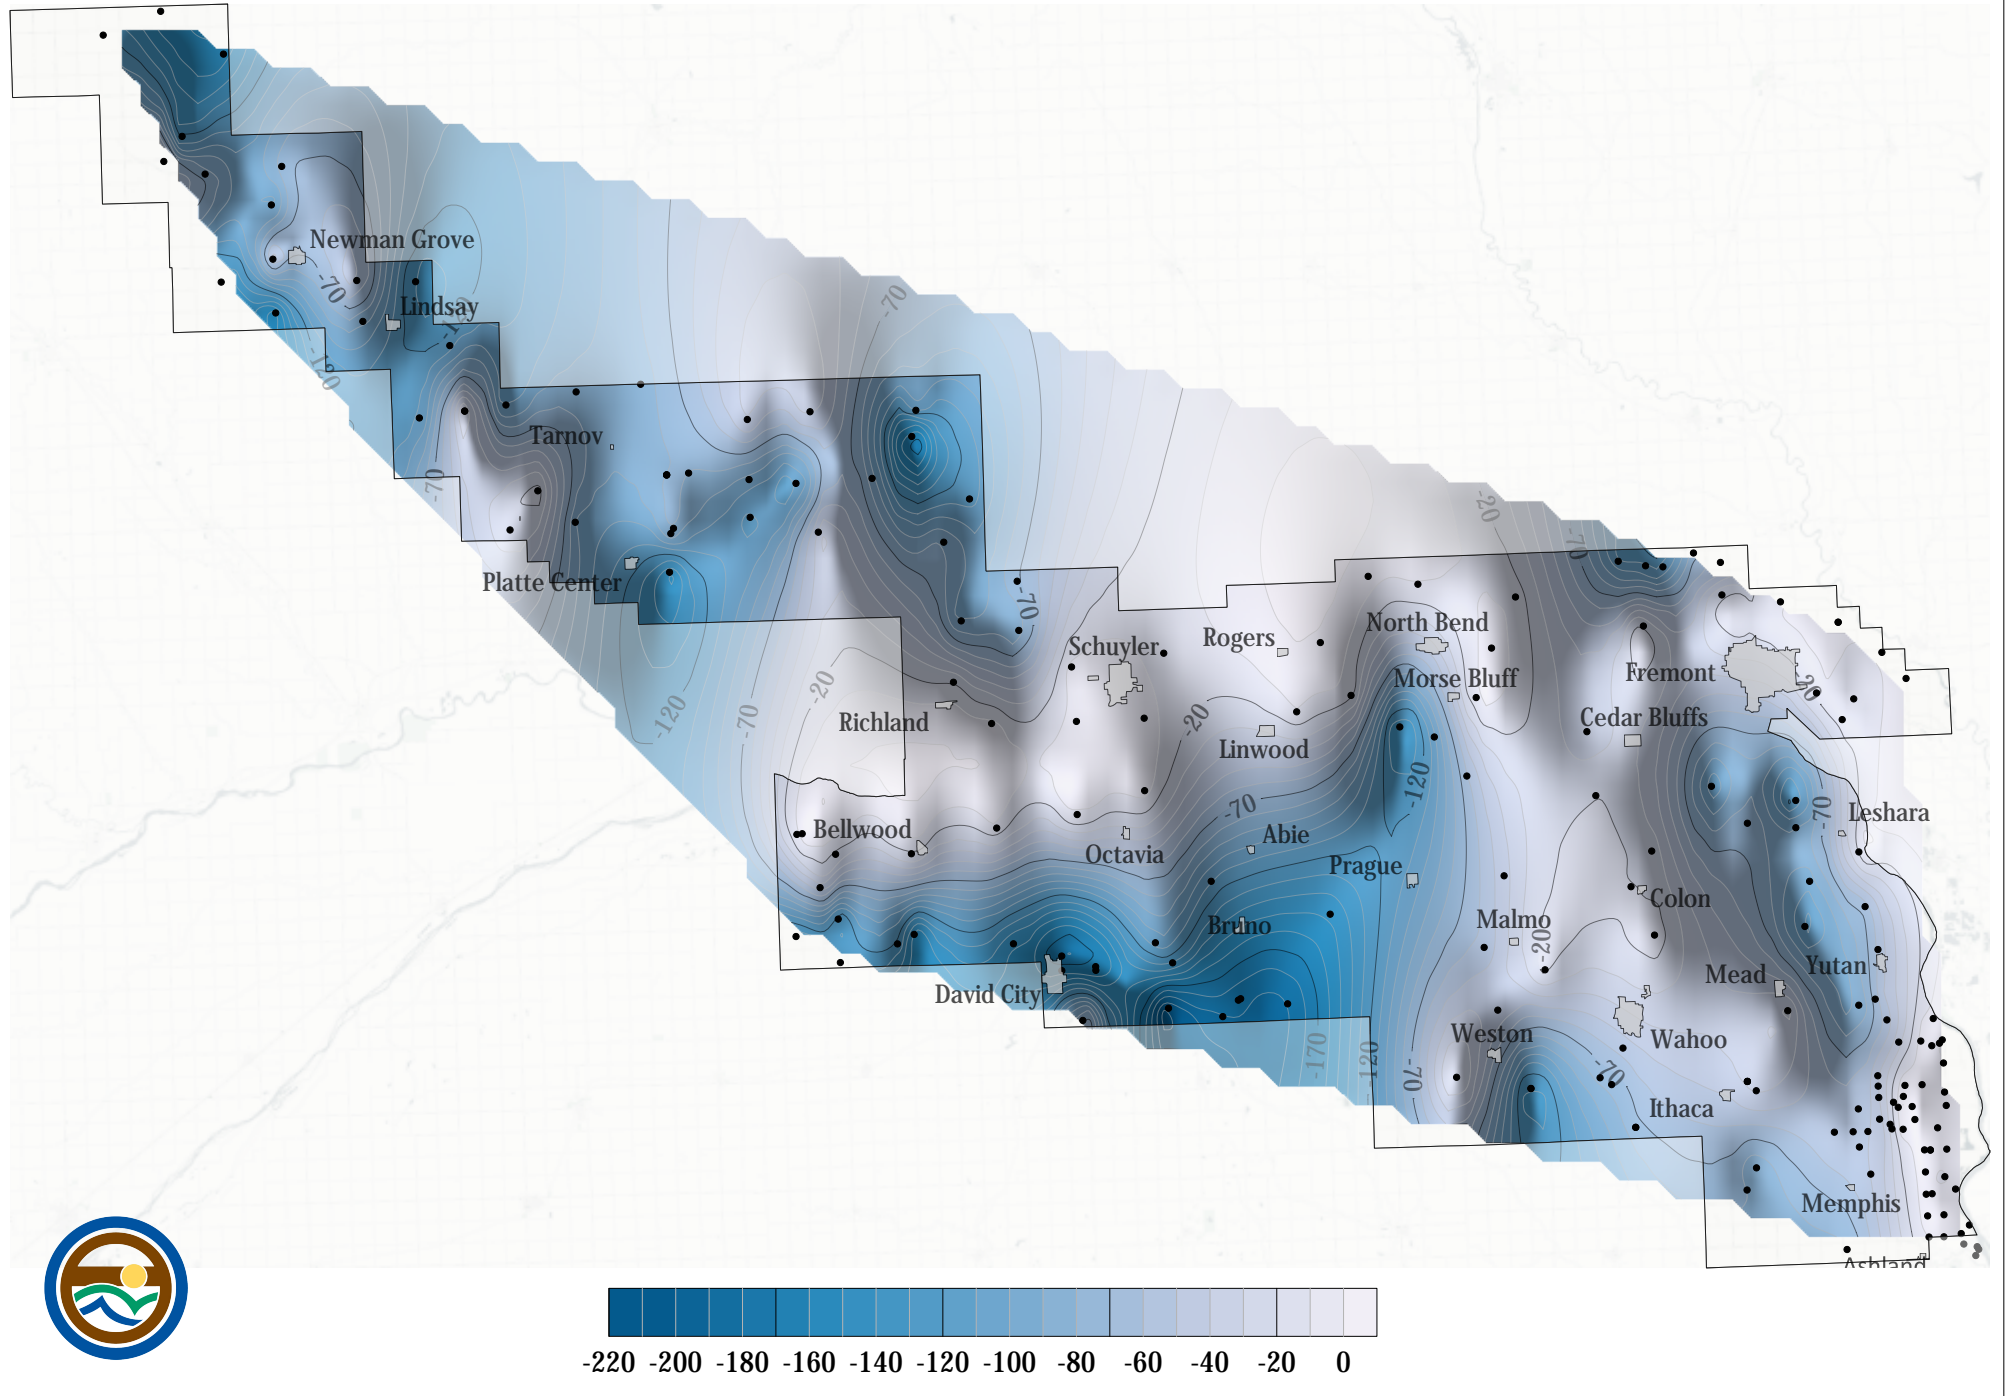 Newman Grove
-70
Lindsay
-120
-70
-120
Tarnov
-70
-20
-70
Platte Center
-70
North Bend
Schuyler
Rogers
Fremont
Morse Bluff
-20
-20
-120
-70
Richland
-20
Cedar Bluffs
Linwood
-120
-70
-70
Leshara
Bellwood
Abie
Octavia
Prague
Colon
Bruno
Malmo
-20
Yutan
Mead
David City
Weston
Wahoo
-170
-120
-70
-70
Ithaca
Memphis
Ashland
-220 -200 -180 -160 -140 -120 -100 -80 -60 -40 -20 0